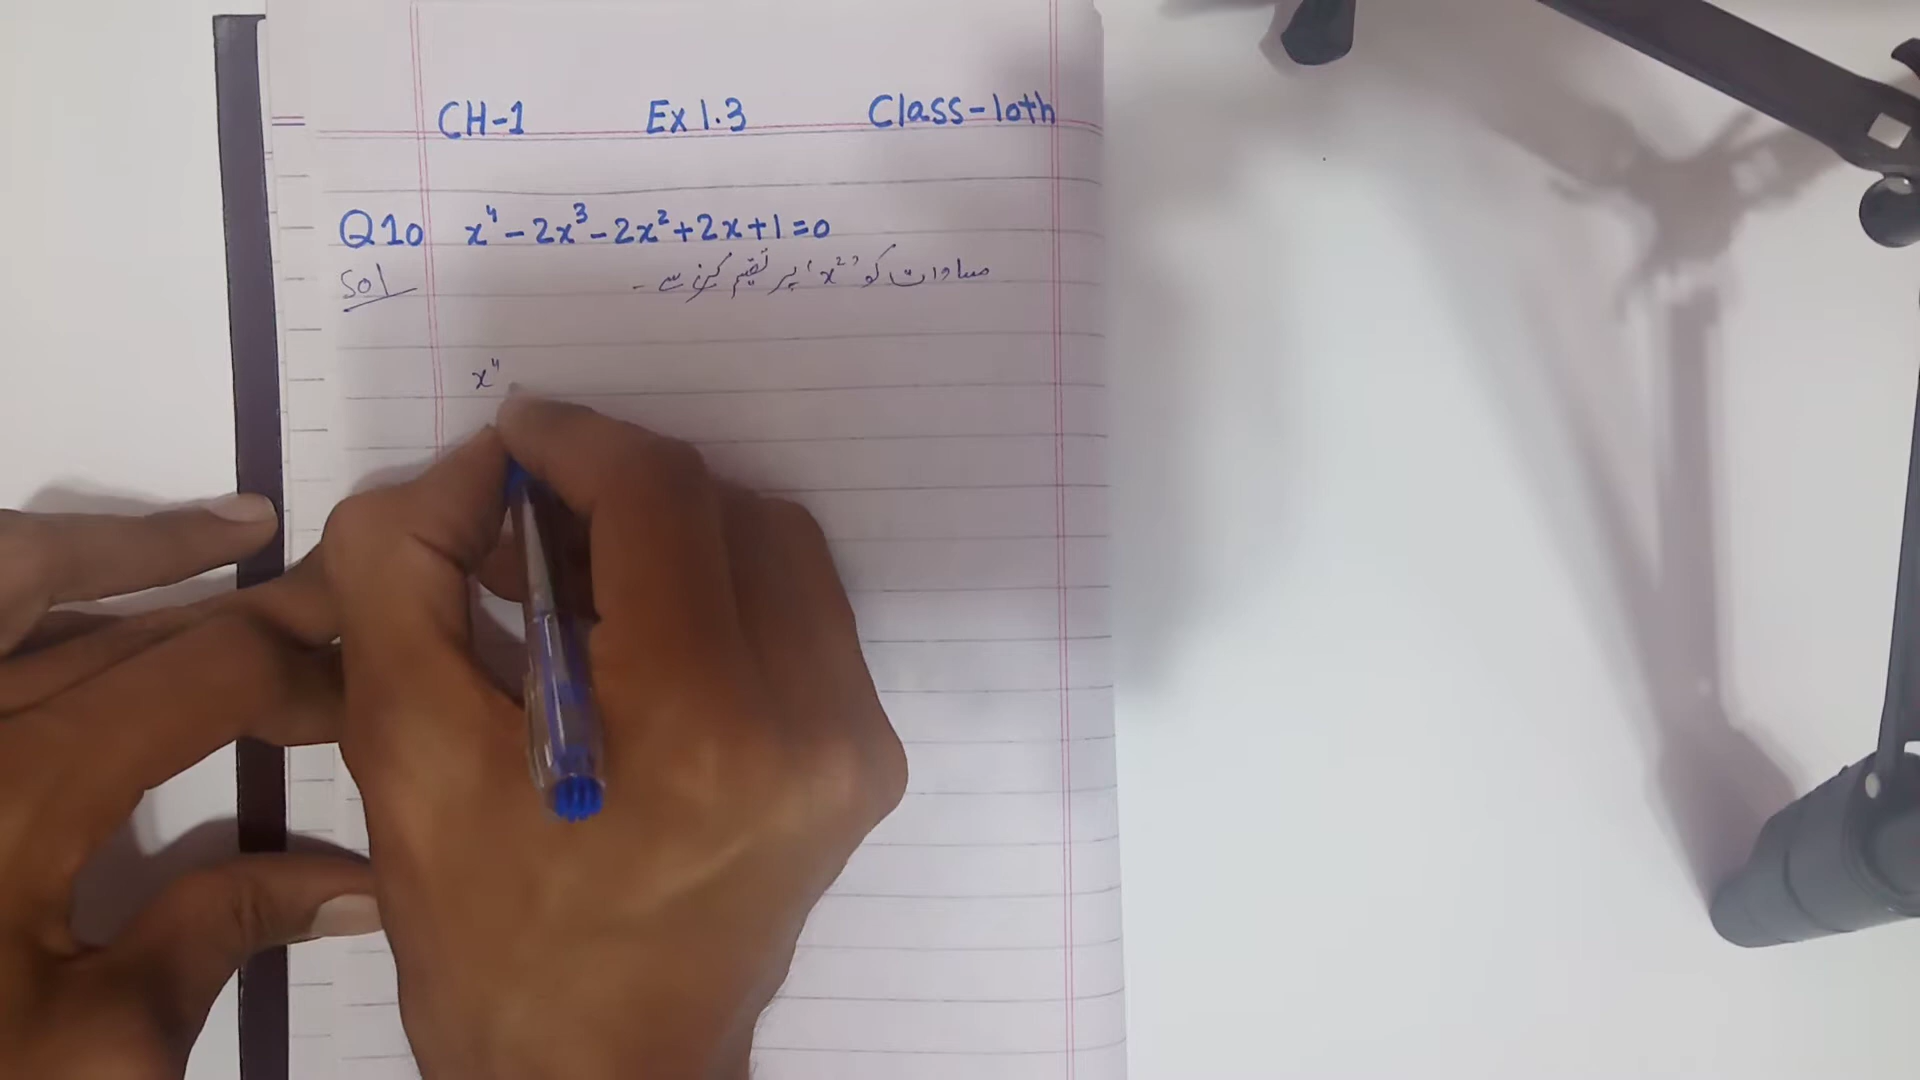 CH-1 Ex 1.3 Class-10th
Q10 x⁴-2x³-2x²+2x+1=0
Sol مساوات کو 'x²' پر تقسیم کرنے سے -
x⁴